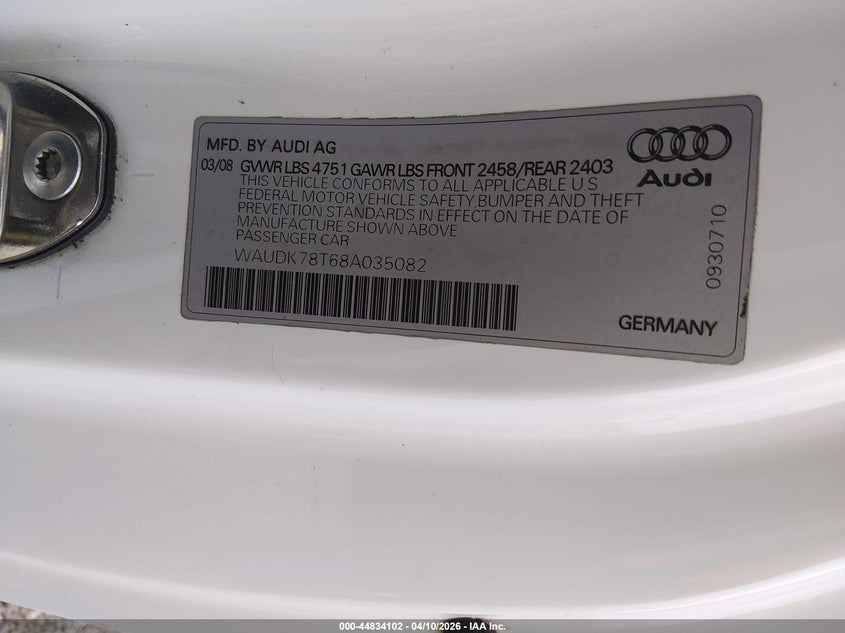 MFD. BY AUDI AG
03/08 GVWR LBS 4751 GAWR LBS FRONT 2458/REAR 2403
THIS VEHICLE CONFORMS TO ALL APPLICABLE U.S.
FEDERAL MOTOR VEHICLE SAFETY,BUMPER AND THEFT
PREVENTION STANDARDS IN EFFECT ON THE DATE OF
MANUFACTURE SHOWN ABOVE
PASSENGER CAR
WAUDK78T68A035082
Audi
0930710
GERMANY
000-44834102 - 04/10/2026 - IAA Inc.